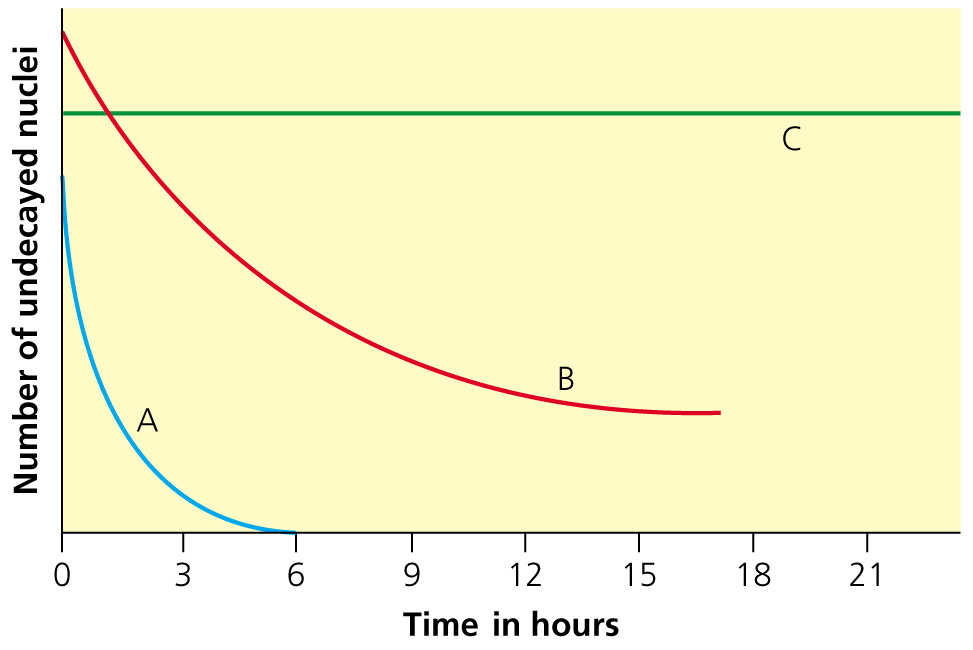 Number of undecayed nuclei
C
B
A
0 3 6 9 12 15 18 21
Time in hours